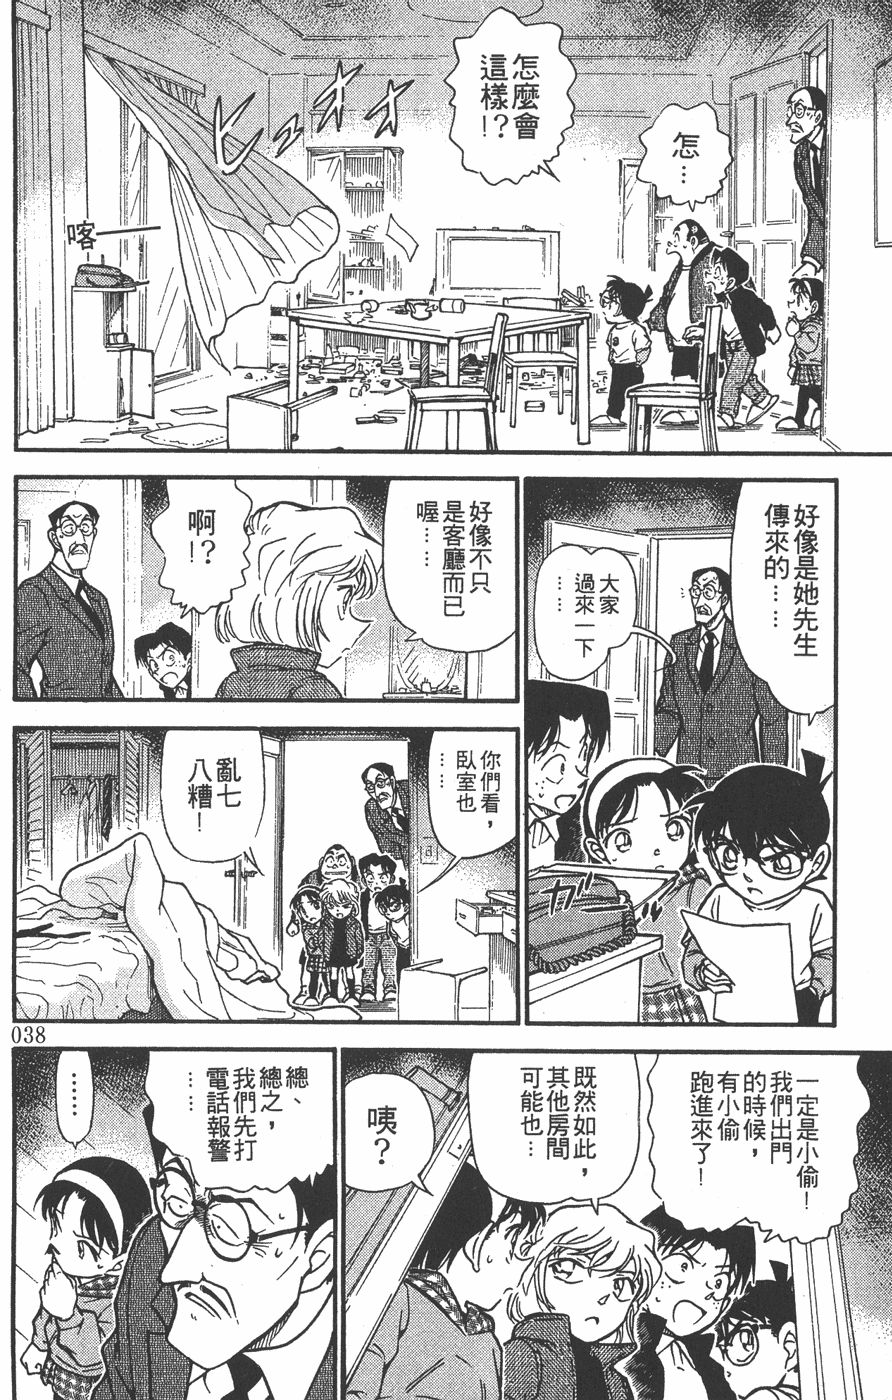 怎…
怎麼會
這樣!?
ヒュオオオ
喀
好像是她先生
傳來的……
大家
過來一下
……
ガ
好像不只
是客廳而已
喔……
啊!?
你們看，
臥室也
……
亂七
八糟！
038
一定是小偷！
我們出門
的時候，
有小偷
跑進來了！
既然如此，
其他房間
可能也…
咦？
總、
總之，
我們先打
電話報警
……
……